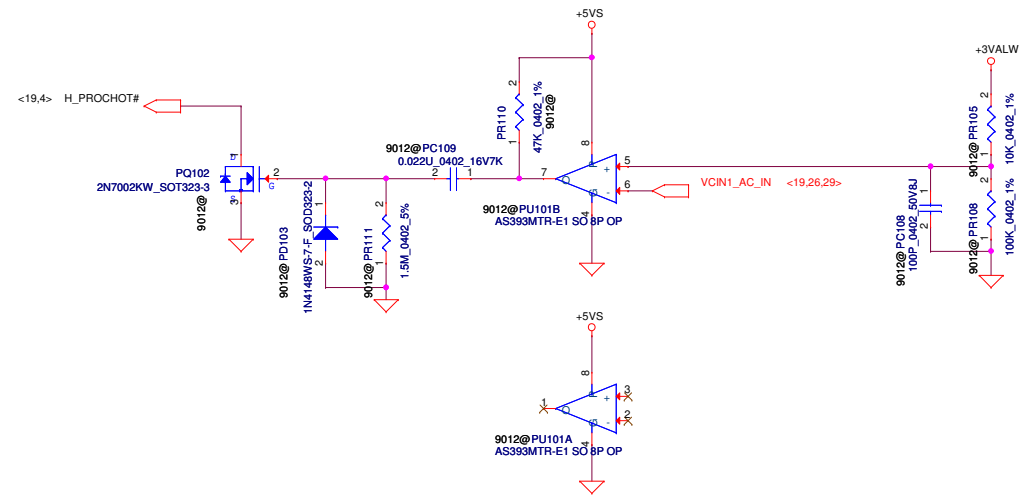 +5VS
+3VALW
<19,4> H_PROCHOT#
2
PR110
1
47K_0402_1%
9012@
2
PR105
1
10K_0402_1%
9012@
D
PQ102
2N7002KW_SOT323-3
9012@
2
G
S
3
1
9012@ PC109
0.022U_0402_16V7K
2
1
7
8
P
+
-
O
G
4
5
6
VCIN1_AC_IN <19,26,29>
9012@ PU101B
AS393MTR-E1 SO 8P OP
1
2
9012@ PD103
1N4148WS-7-F_SOD323-2
2
1
9012@ PR111
1.5M_0402_5%
1
2
9012@ PC108
100P_0402_50V8J
2
1
9012@ PR108
100K_0402_1%
+5VS
8
P
+
-
O
G
4
1
3
2
9012@ PU101A
AS393MTR-E1 SO 8P OP